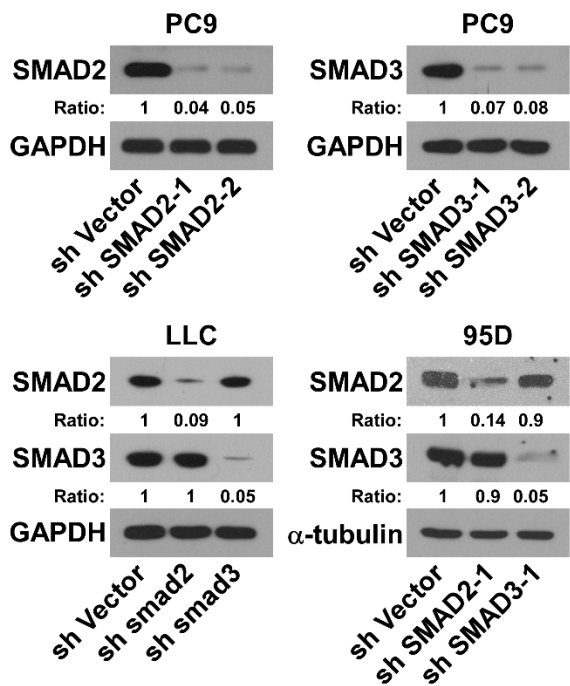 PC9
SMAD2
Ratio: 1 0.04 0.05
GAPDH
sh Vector
sh SMAD2-1
sh SMAD2-2
PC9
SMAD3
Ratio: 1 0.07 0.08
GAPDH
sh Vector
sh SMAD3-1
sh SMAD3-2
LLC
SMAD2
Ratio: 1 0.09 1
SMAD3
Ratio: 1 1 0.05
GAPDH
sh Vector
sh smad2
sh smad3
95D
SMAD2
Ratio: 1 0.14 0.9
SMAD3
Ratio: 1 0.9 0.05
α-tubulin
sh Vector
sh SMAD2-1
sh SMAD3-1